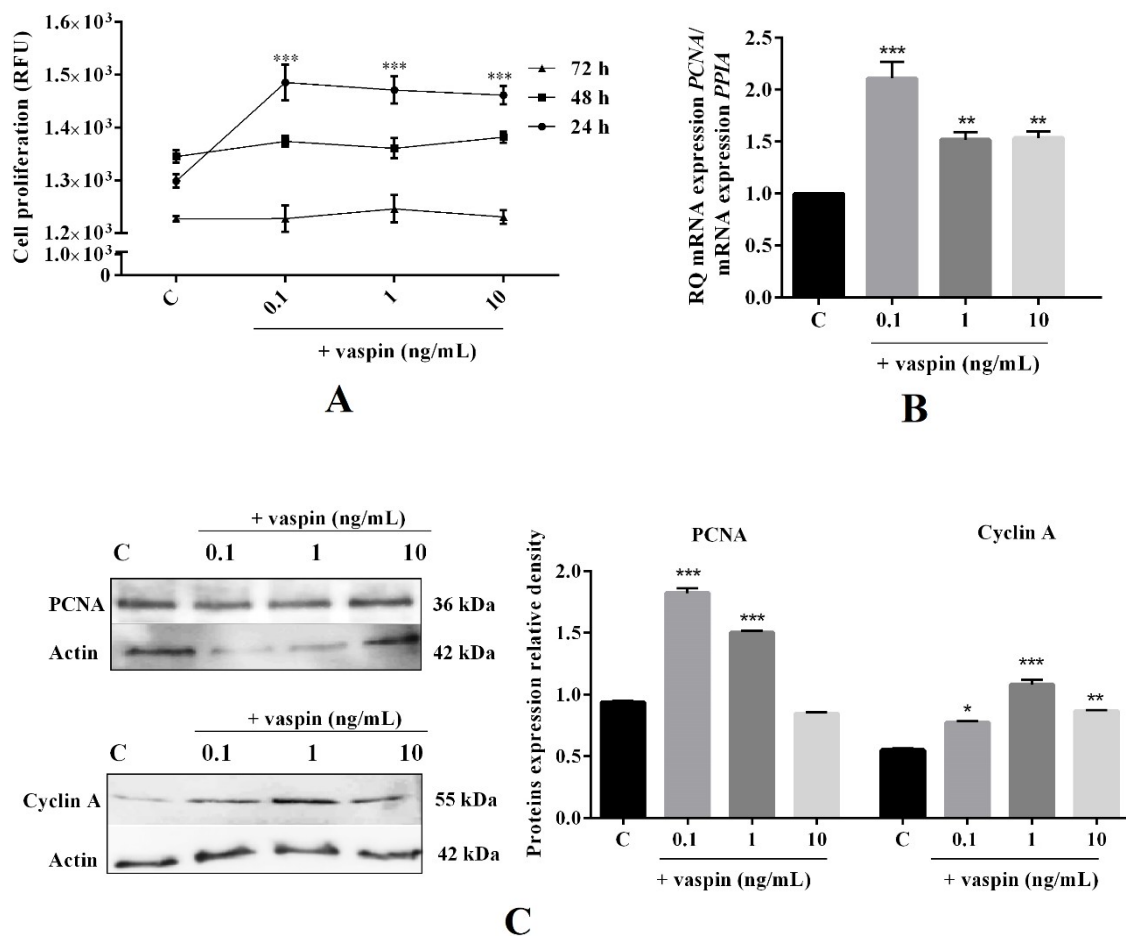 1.6× 10³
1.5× 10³
1.4× 10³
1.3× 10³
1.2× 10³
1.0× 10³
0
Cell proliferation (RFU)
***
***
***
72 h
48 h
24 h
C
0.1
1
10
+ vaspin (ng/mL)
A
RQ mRNA expression PCNA/
mRNA expression PPIA
2.5
2.0
1.5
1.0
0.5
0.0
***
**
**
C
0.1
1
10
+ vaspin (ng/mL)
B
+ vaspin (ng/mL)
C
0.1
1
10
PCNA
36 kDa
Actin
42 kDa
+ vaspin (ng/mL)
C
0.1
1
10
Cyclin A
55 kDa
Actin
42 kDa
Proteins expression relative density
PCNA
Cyclin A
2.0
1.5
1.0
0.5
0.0
***
***
*
***
**
C
0.1
1
10
C
0.1
1
10
+ vaspin (ng/mL)
+ vaspin (ng/mL)
C